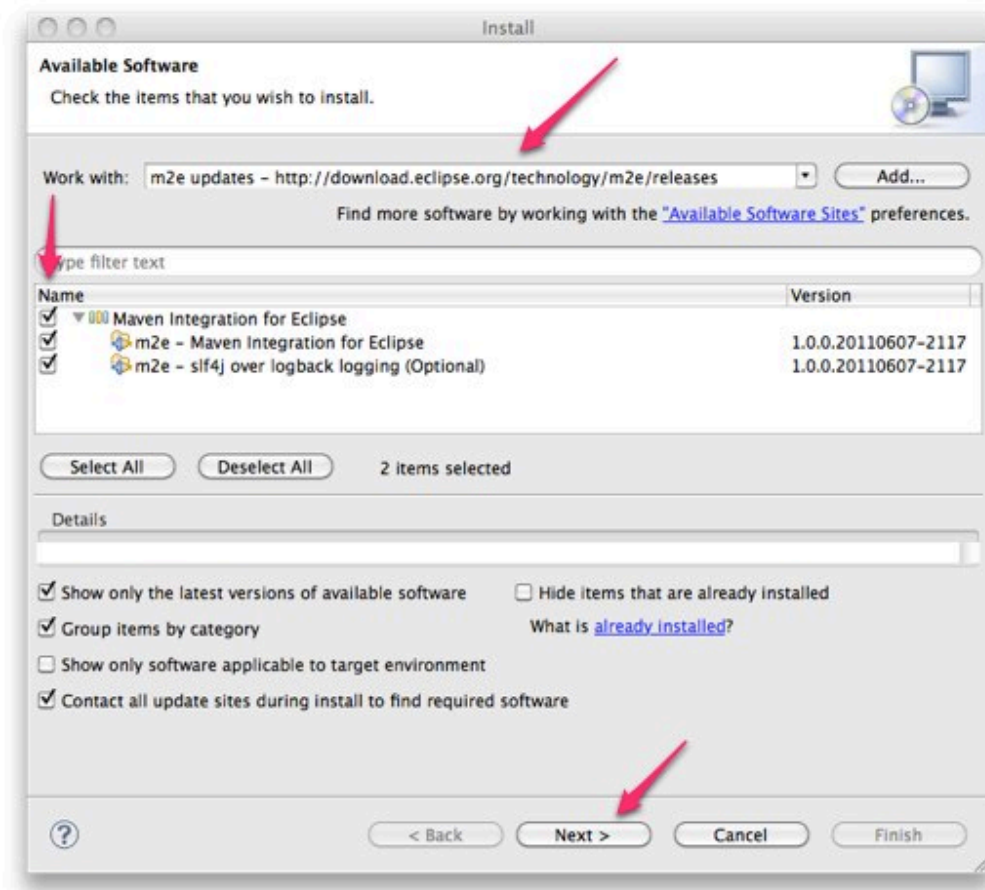 Install
Available Software
Check the items that you wish to install.
Work with: m2e updates – http://download.eclipse.org/technology/m2e/releases Add...
Find more software by working with the "Available Software Sites" preferences.
type filter text
Name Version
Maven Integration for Eclipse
m2e – Maven Integration for Eclipse 1.0.0.20110607-2117
m2e – slf4j over logback logging (Optional) 1.0.0.20110607-2117
Select All Deselect All 2 items selected
Details
Show only the latest versions of available software Hide items that are already installed
Group items by category What is already installed?
Show only software applicable to target environment
Contact all update sites during install to find required software
? < Back Next > Cancel Finish